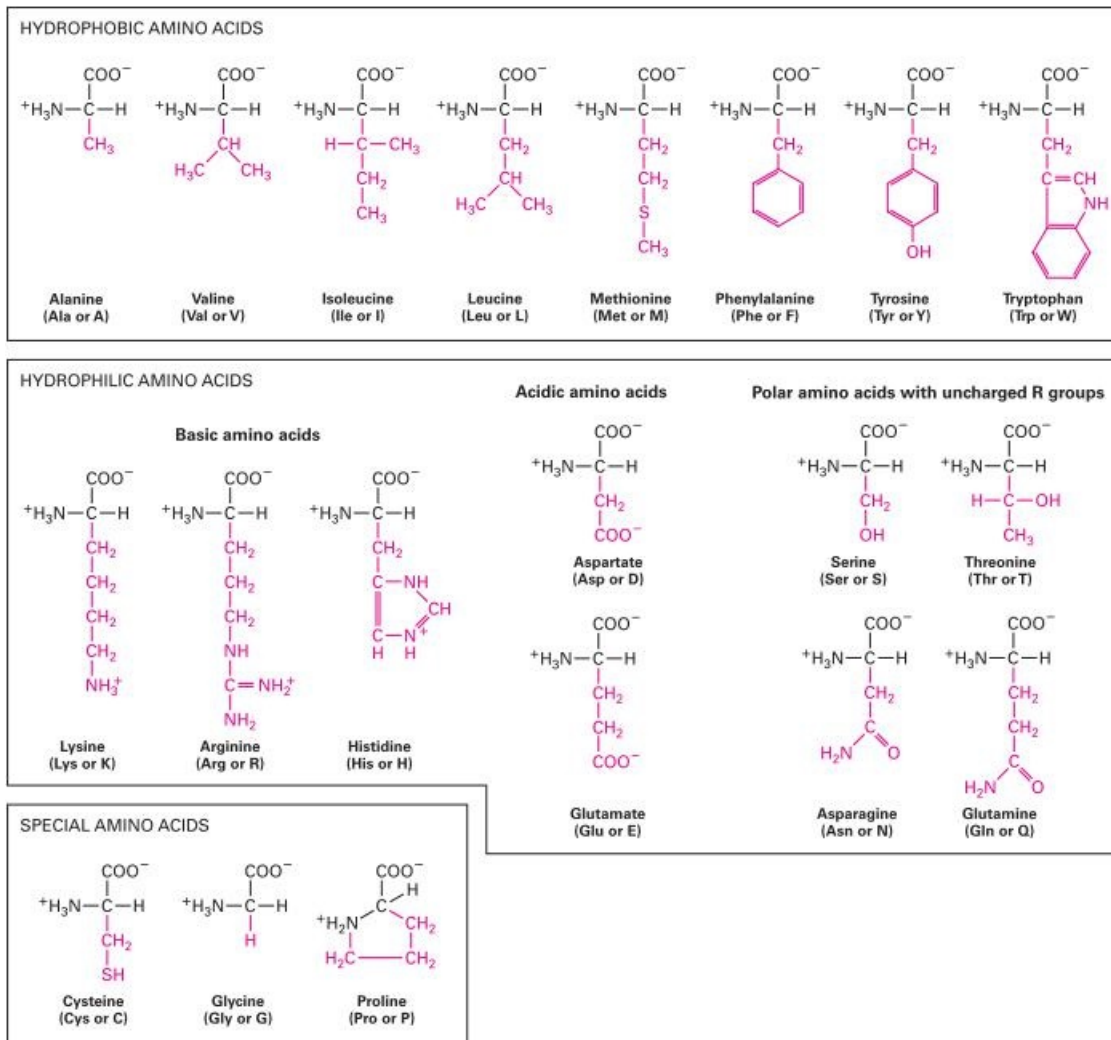 HYDROPHOBIC AMINO ACIDS
COO⁻ COO⁻ COO⁻ COO⁻ COO⁻ COO⁻ COO⁻ COO⁻
⁺H₃N—C—H ⁺H₃N—C—H ⁺H₃N—C—H ⁺H₃N—C—H ⁺H₃N—C—H ⁺H₃N—C—H ⁺H₃N—C—H ⁺H₃N—C—H
CH₃ CH H—C—CH₃ CH₂ CH₂ CH₂ CH₂ CH₂
H₃C CH₃ CH₂ CH CH₂ C=CH
CH₃ H₃C CH₃ S NH
CH₃ OH
Alanine Valine Isoleucine Leucine Methionine Phenylalanine Tyrosine Tryptophan
(Ala or A) (Val or V) (Ile or I) (Leu or L) (Met or M) (Phe or F) (Tyr or Y) (Trp or W)
HYDROPHILIC AMINO ACIDS
Basic amino acids
COO⁻ COO⁻ COO⁻
⁺H₃N—C—H ⁺H₃N—C—H ⁺H₃N—C—H
CH₂ CH₂ CH₂
CH₂ CH₂ C—NH
CH₂ CH₂ CH
CH₂ NH C—N⁺
H H
NH₃⁺ C=NH₂⁺
NH₂
Lysine Arginine Histidine
(Lys or K) (Arg or R) (His or H)
Acidic amino acids
COO⁻
⁺H₃N—C—H
CH₂
COO⁻
Aspartate
(Asp or D)
COO⁻
⁺H₃N—C—H
CH₂
CH₂
COO⁻
Glutamate
(Glu or E)
Polar amino acids with uncharged R groups
COO⁻ COO⁻
⁺H₃N—C—H ⁺H₃N—C—H
CH₂ H—C—OH
OH CH₃
Serine Threonine
(Ser or S) (Thr or T)
COO⁻ COO⁻
⁺H₃N—C—H ⁺H₃N—C—H
CH₂ CH₂
C CH₂
H₂N O C
H₂N O
Asparagine Glutamine
(Asn or N) (Gln or Q)
SPECIAL AMINO ACIDS
COO⁻ COO⁻ COO⁻
H
⁺H₃N—C—H ⁺H₃N—C—H C
⁺H₂N CH₂
CH₂ H H₂C CH₂
SH
Cysteine Glycine Proline
(Cys or C) (Gly or G) (Pro or P)